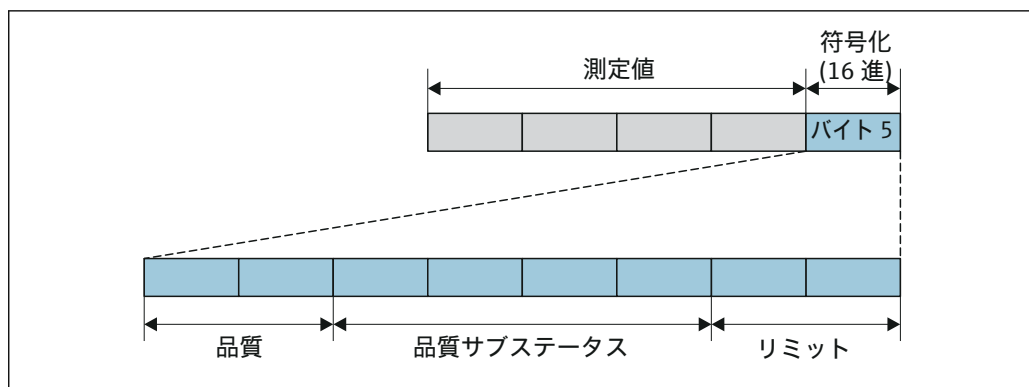 符号化
(16 進)
測定値
バイト 5
品質
品質サブステータス
リミット